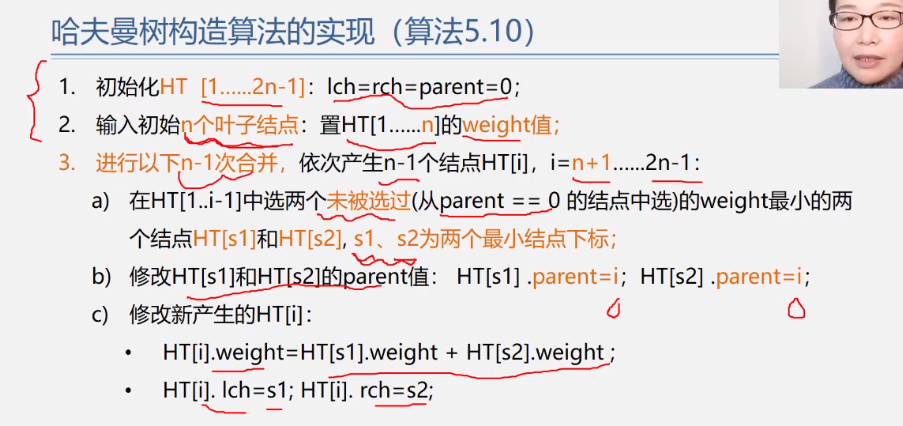 哈夫曼树构造算法的实现（算法5.10）
1. 初始化HT [1……2n-1]：lch=rch=parent=0;
2. 输入初始n个叶子结点：置HT[1……n]的weight值;
3. 进行以下n-1次合并，依次产生n-1个结点HT[i]，i=n+1……2n-1：
a) 在HT[1..i-1]中选两个未被选过(从parent == 0 的结点中选)的weight最小的两
个结点HT[s1]和HT[s2], s1、s2为两个最小结点下标;
b) 修改HT[s1]和HT[s2]的parent值： HT[s1] .parent=i; HT[s2] .parent=i;
c) 修改新产生的HT[i]：
• HT[i].weight=HT[s1].weight + HT[s2].weight ;
• HT[i]. lch=s1; HT[i]. rch=s2;